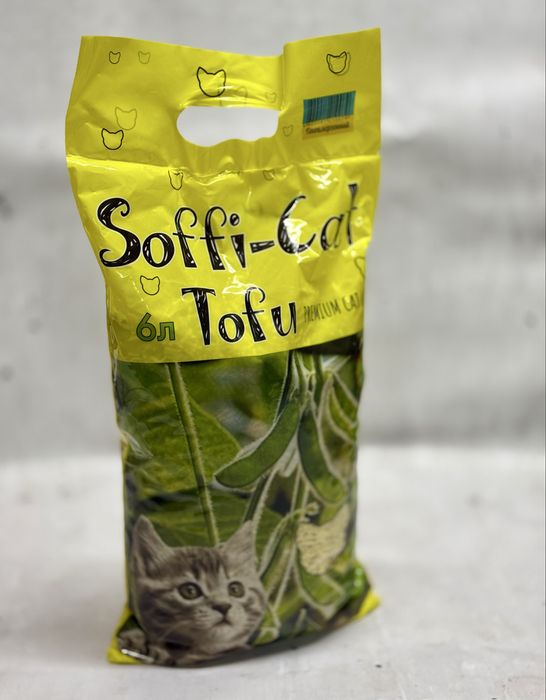 Soffi-Cat
Tofu
6л
PREMIUM CAT